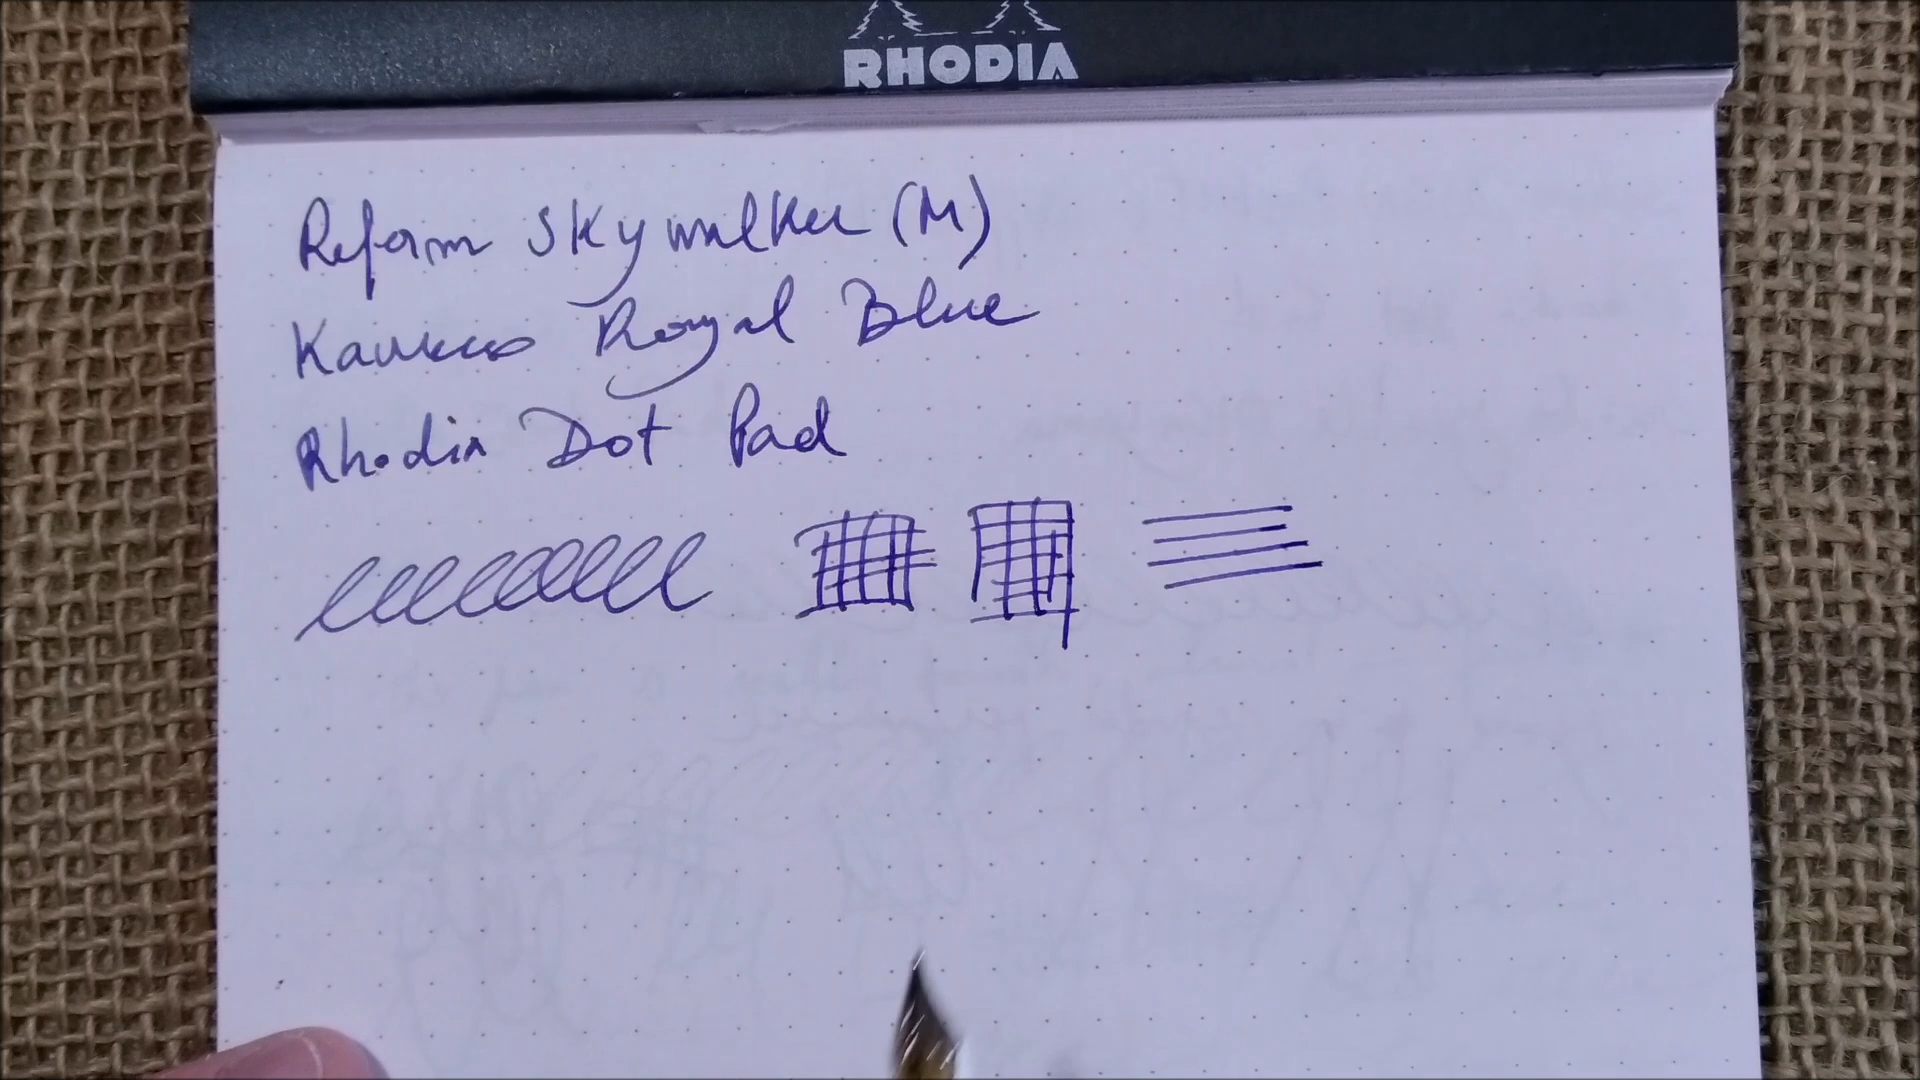 RHODIA
Reform Skywalker (M)
Kaweco Royal Blue
Rhodia Dot Pad